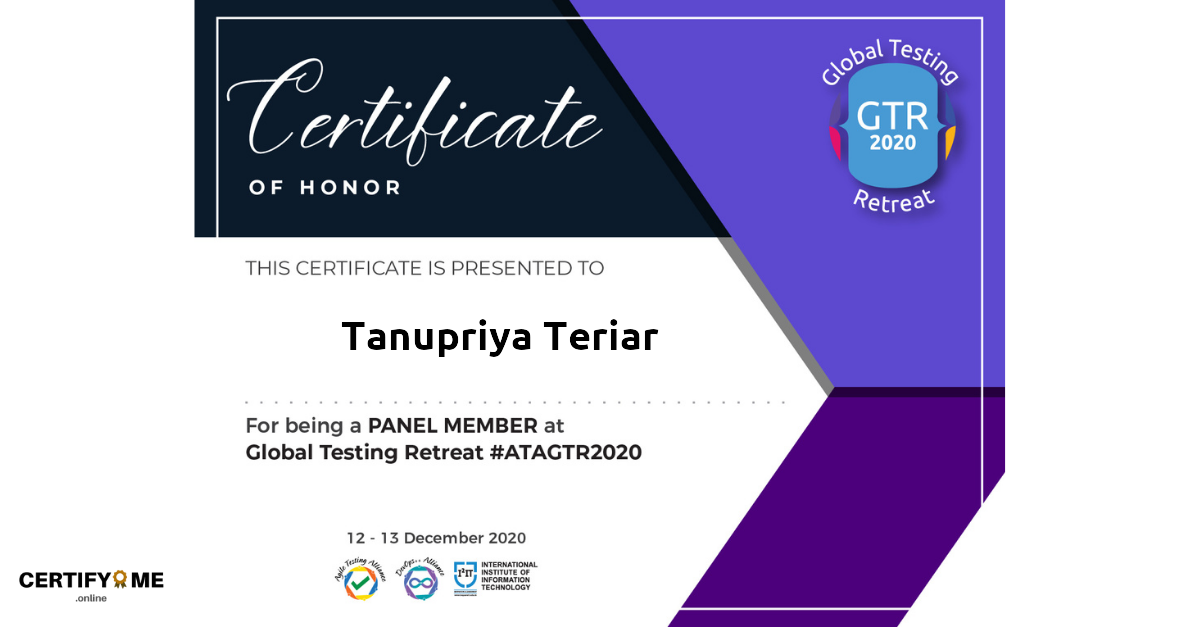 Certificate
OF HONOR
Global Testing
GTR
2020
Retreat
THIS CERTIFICATE IS PRESENTED TO
Tanupriya Teriar
For being a PANEL MEMBER at
Global Testing Retreat #ATAGTR2020
12 - 13 December 2020
Agile Testing Alliance
DevOps++ Alliance
I²IT
INTERNATIONAL
INSTITUTE OF
INFORMATION
TECHNOLOGY
CERTIFYME
.online